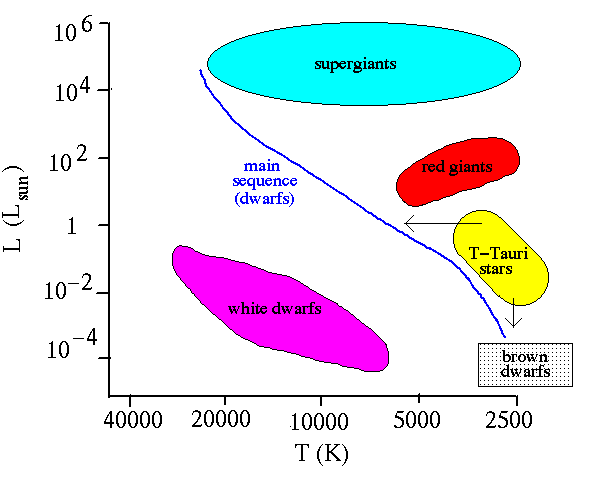 10^6
10^4
10^2
1
10^-2
10^-4
L (L_sun)
supergiants
red giants
main
sequence
(dwarfs)
T-Tauri
stars
white dwarfs
brown
dwarfs
40000
20000
10000
5000
2500
T (K)